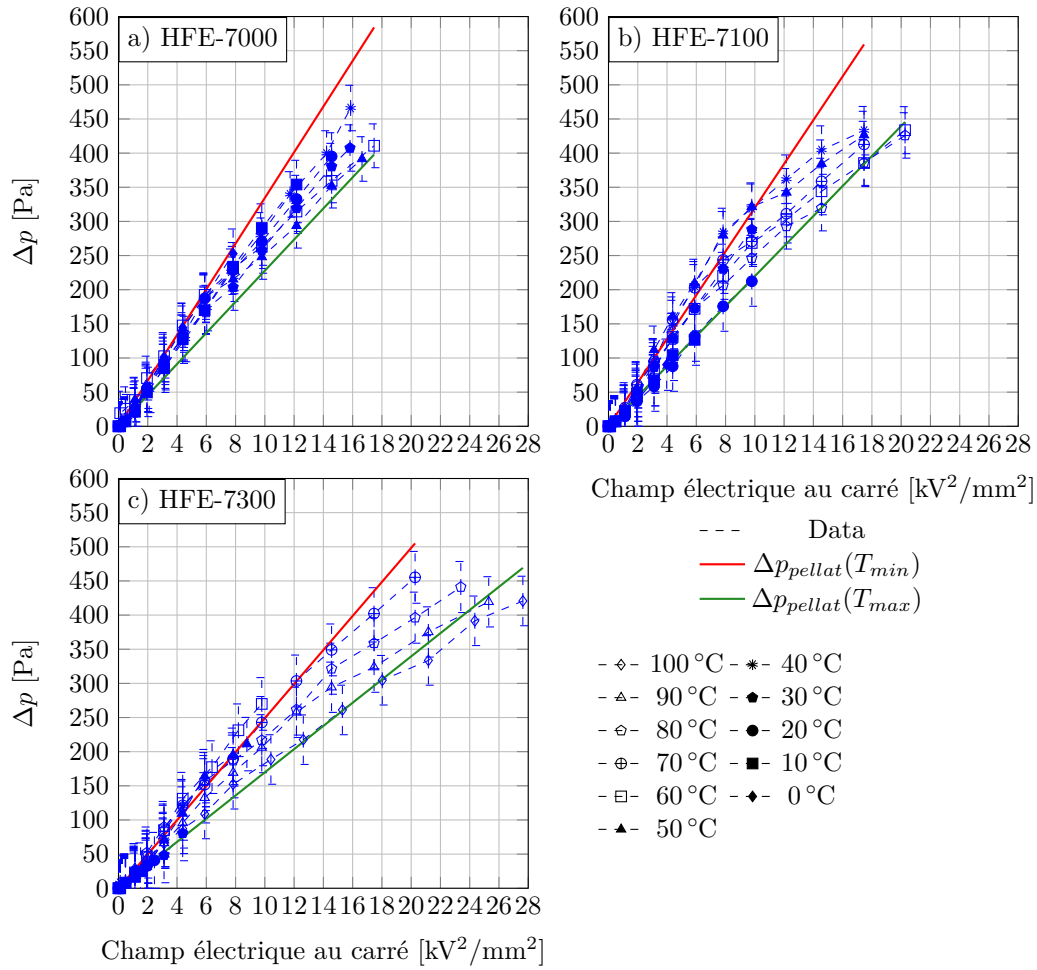 a) HFE-7000
Δp [Pa]
600
550
500
450
400
350
300
250
200
150
100
50
0
0 2 4 6 8 10 12 14 16 18 20 22 24 26 28
b) HFE-7100
600
550
500
450
400
350
300
250
200
150
100
50
0
0 2 4 6 8 10 12 14 16 18 20 22 24 26 28
Champ électrique au carré [kV²/mm²]
c) HFE-7300
Δp [Pa]
600
550
500
450
400
350
300
250
200
150
100
50
0
0 2 4 6 8 10 12 14 16 18 20 22 24 26 28
Champ électrique au carré [kV²/mm²]
Data
Δp_pellat(T_min)
Δp_pellat(T_max)
100 °C 40 °C
90 °C 30 °C
80 °C 20 °C
70 °C 10 °C
60 °C 0 °C
50 °C